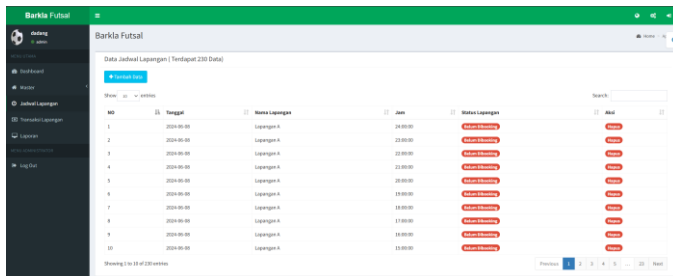 Barkla Futsal
dadang
admin
Dashboard
Master
Jadwal Lapangan
Transaksi Lapangan
Laporan
Log Out
Barkla Futsal
Home
Data Jadwal Lapangan ( Terdapat 230 Data)
Tambah Data
Show 10 entries
Search:
NO Tanggal Nama Lapangan Jam Status Lapangan Aksi
1 2024-06-08 Lapangan A 24:00:00 Belum Dibooking Hapus
2 2024-06-08 Lapangan A 23:00:00 Belum Dibooking Hapus
3 2024-06-08 Lapangan A 22:00:00 Belum Dibooking Hapus
4 2024-06-08 Lapangan A 21:00:00 Belum Dibooking Hapus
5 2024-06-08 Lapangan A 20:00:00 Belum Dibooking Hapus
6 2024-06-08 Lapangan A 19:00:00 Belum Dibooking Hapus
7 2024-06-08 Lapangan A 18:00:00 Belum Dibooking Hapus
8 2024-06-08 Lapangan A 17:00:00 Belum Dibooking Hapus
9 2024-06-08 Lapangan A 16:00:00 Belum Dibooking Hapus
10 2024-06-08 Lapangan A 15:00:00 Belum Dibooking Hapus
Showing 1 to 10 of 230 entries
Previous 1 2 3 4 5 ... 23 Next